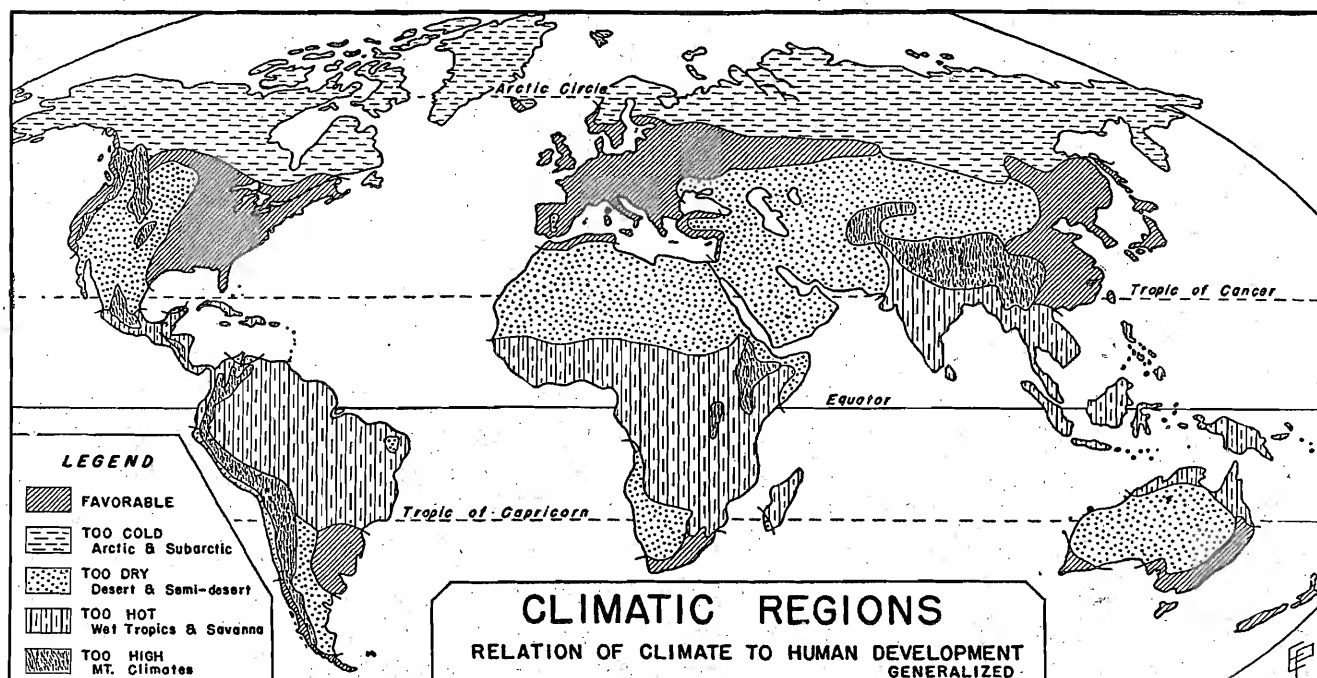 Arctic Circle
Tropic of Cancer
Equator
Tropic of Capricorn
LEGEND
FAVORABLE
TOO COLD
Arctic & Subarctic
TOO DRY
Desert & Semi-desert
TOO HOT
Wet Tropics & Savanna
TOO HIGH
MT. Climates
CLIMATIC REGIONS
RELATION OF CLIMATE TO HUMAN DEVELOPMENT
GENERALIZED